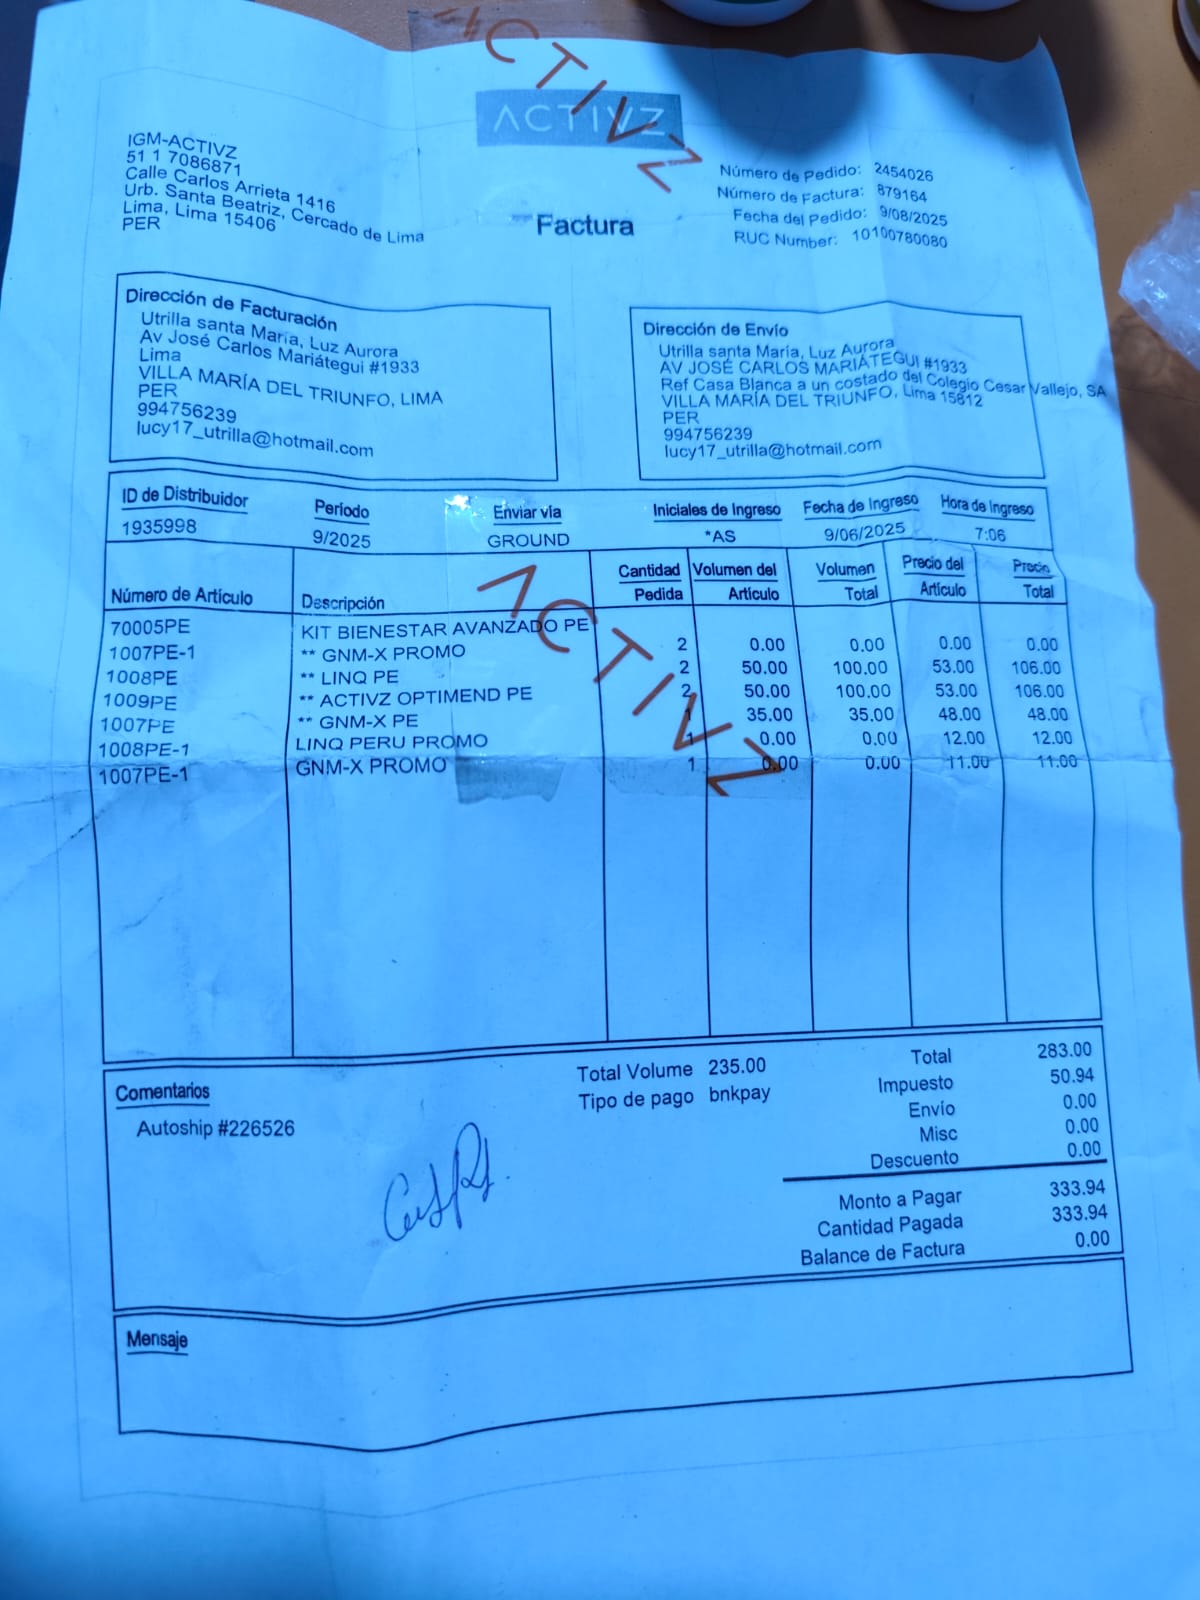 ACTIVZ
ACTIVZ
IGM-ACTIVZ
51 1 7086871
Calle Carlos Arrieta 1416
Urb. Santa Beatriz, Cercado de Lima
Lima, Lima 15406
PER
Factura
Número de Pedido: 2454026
Número de Factura: 879164
Fecha del Pedido: 9/08/2025
RUC Number: 10100780080
Dirección de Facturación
Utrilla santa María, Luz Aurora
Av José Carlos Mariátegui #1933
Lima
VILLA MARÍA DEL TRIUNFO, LIMA
PER
994756239
lucy17_utrilla@hotmail.com
Dirección de Envío
Utrilla santa María, Luz Aurora
AV JOSÉ CARLOS MARIÁTEGUI #1933
Ref Casa Blanca a un costado del Colegio Cesar Vallejo, SA
VILLA MARÍA DEL TRIUNFO, Lima 15812
PER
994756239
lucy17_utrilla@hotmail.com
ID de Distribuidor Período Enviar vía Iniciales de Ingreso Fecha de Ingreso Hora de Ingreso
1935998 9/2025 GROUND *AS 9/06/2025 7:06
Número de Artículo Descripción Cantidad Pedida Volumen del Artículo Volumen Total Precio del Artículo Precio Total
70005PE KIT BIENESTAR AVANZADO PE
1007PE-1 ** GNM-X PROMO 2 0.00 0.00 0.00 0.00
1008PE ** LINQ PE 2 50.00 100.00 53.00 106.00
1009PE ** ACTIVZ OPTIMEND PE 2 50.00 100.00 53.00 106.00
1007PE ** GNM-X PE 1 35.00 35.00 48.00 48.00
1008PE-1 LINQ PERU PROMO 1 0.00 0.00 12.00 12.00
1007PE-1 GNM-X PROMO 1 0.00 0.00 11.00 11.00
ACTIVZ
Comentarios
Autoship #226526
Total Volume 235.00
Tipo de pago bnkpay
Total 283.00
Impuesto 50.94
Envío 0.00
Misc 0.00
Descuento 0.00
Monto a Pagar 333.94
Cantidad Pagada 333.94
Balance de Factura 0.00
Mensaje